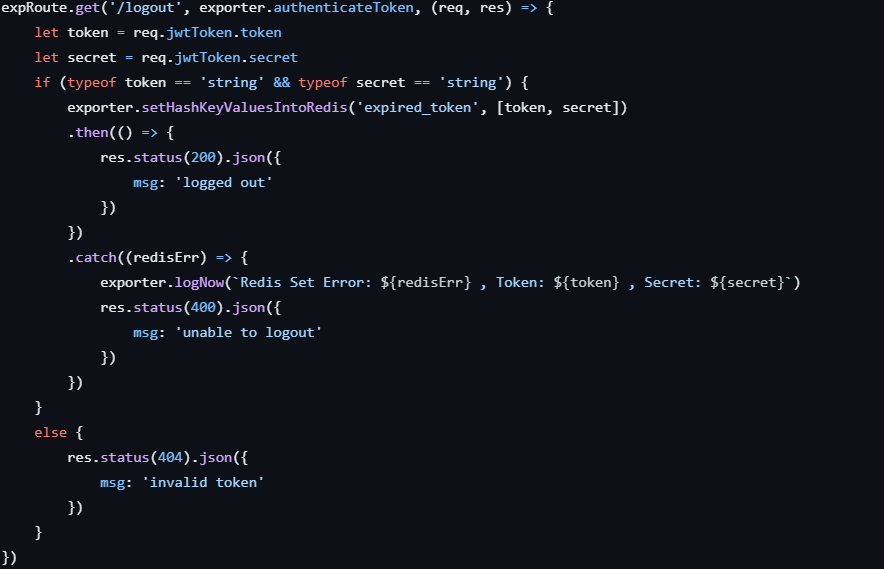 expRoute.get('/logout', exporter.authenticateToken, (req, res) => {
    let token = req.jwtToken.token
    let secret = req.jwtToken.secret
    if (typeof token == 'string' && typeof secret == 'string') {
        exporter.setHashKeyValuesIntoRedis('expired_token', [token, secret])
        .then(() => {
            res.status(200).json({
                msg: 'logged out'
            })
        })
        .catch((redisErr) => {
            exporter.logNow(`Redis Set Error: ${redisErr} , Token: ${token} , Secret: ${secret}`)
            res.status(400).json({
                msg: 'unable to logout'
            })
        })
    }
    else {
        res.status(404).json({
            msg: 'invalid token'
        })
    }
})